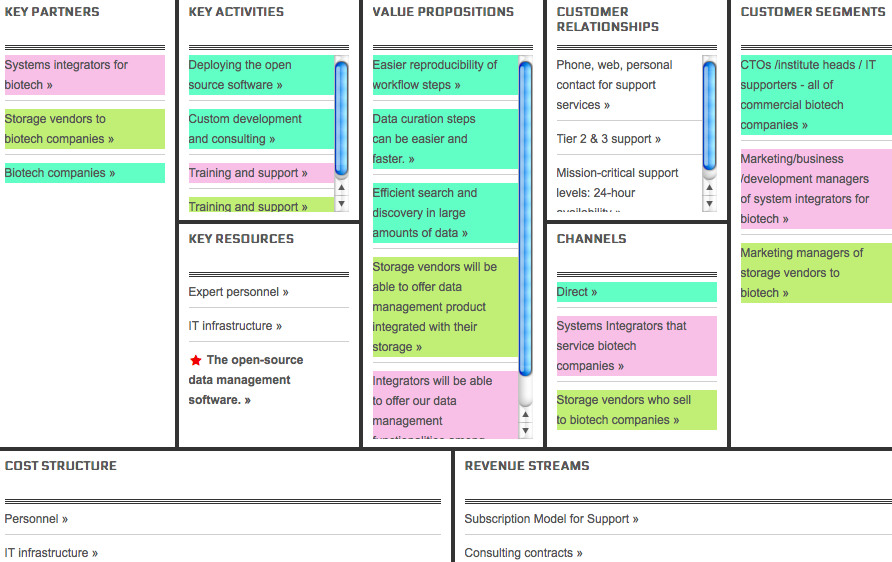 KEY PARTNERS
Systems integrators for
biotech »
Storage vendors to
biotech companies »
Biotech companies »
KEY ACTIVITIES
Deploying the open
source software »
Custom development
and consulting »
Training and support »
Training and support »
KEY RESOURCES
Expert personnel »
IT infrastructure »
The open-source
data management
software. »
VALUE PROPOSITIONS
Easier reproducibility of
workflow steps »
Data curation steps
can be easier and
faster. »
Efficient search and
discovery in large
amounts of data »
Storage vendors will be
able to offer data
management product
integrated with their
storage »
Integrators will be able
to offer our data
management
functionalities among
CUSTOMER
RELATIONSHIPS
Phone, web, personal
contact for support
services »
Tier 2 & 3 support »
Mission-critical support
levels: 24-hour
availability »
CHANNELS
Direct »
Systems Integrators that
service biotech
companies »
Storage vendors who sell
to biotech companies »
CUSTOMER SEGMENTS
CTOs /institute heads / IT
supporters - all of
commercial biotech
companies »
Marketing/business
/development managers
of system integrators for
biotech »
Marketing managers of
storage vendors to
biotech »
COST STRUCTURE
Personnel »
IT infrastructure »
REVENUE STREAMS
Subscription Model for Support »
Consulting contracts »